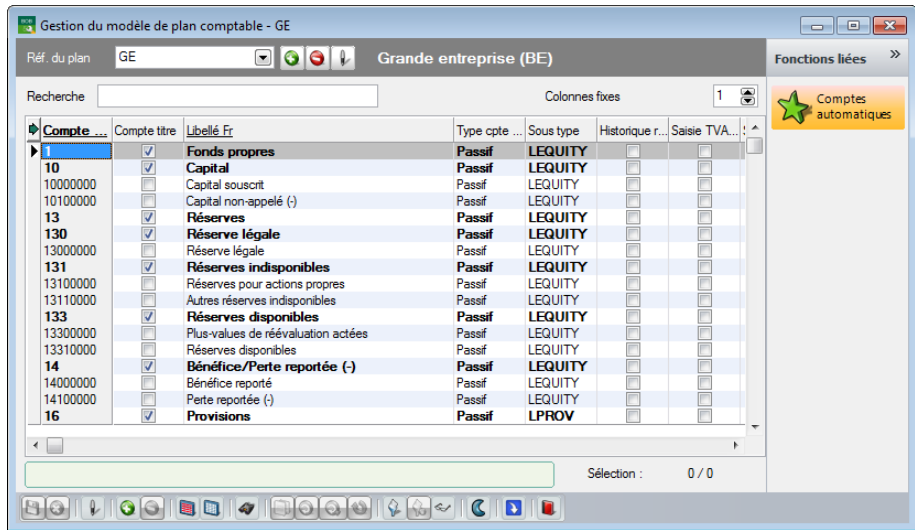 Gestion du modèle de plan comptable - GE
Réf. du plan GE Grande entreprise (BE)
Fonctions liées »
Recherche Colonnes fixes 1
Comptes automatiques
Compte ... Compte titre Libellé Fr Type cpte ... Sous type Historique r... Saisie TVA...
1 Fonds propres Passif LEQUITY
10 Capital Passif LEQUITY
10000000 Capital souscrit Passif LEQUITY
10100000 Capital non-appelé (-) Passif LEQUITY
13 Réserves Passif LEQUITY
130 Réserve légale Passif LEQUITY
13000000 Réserve légale Passif LEQUITY
131 Réserves indisponibles Passif LEQUITY
13100000 Réserves pour actions propres Passif LEQUITY
13110000 Autres réserves indisponibles Passif LEQUITY
133 Réserves disponibles Passif LEQUITY
13300000 Plus-values de réévaluation actées Passif LEQUITY
13310000 Réserves disponibles Passif LEQUITY
14 Bénéfice/Perte reportée (-) Passif LEQUITY
14000000 Bénéfice reporté Passif LEQUITY
14100000 Perte reportée (-) Passif LEQUITY
16 Provisions Passif LPROV
Sélection : 0 / 0